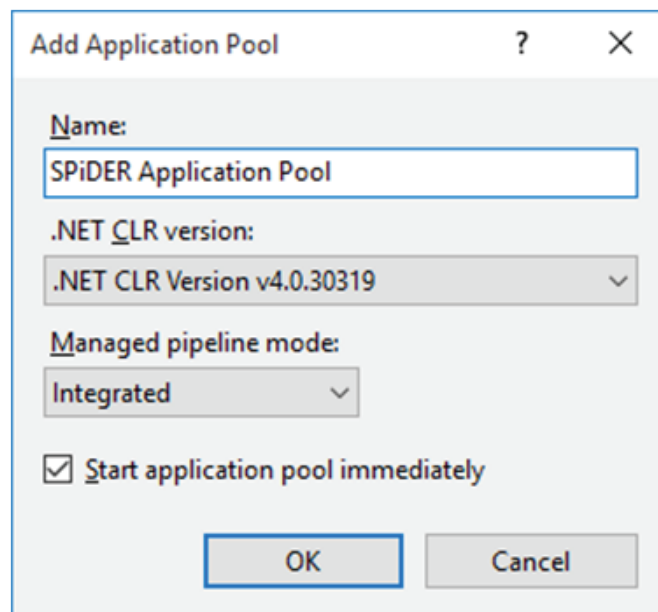 Add Application Pool ?
Name:
SPiDER Application Pool
.NET CLR version:
.NET CLR Version v4.0.30319
Managed pipeline mode:
Integrated
Start application pool immediately
OK Cancel